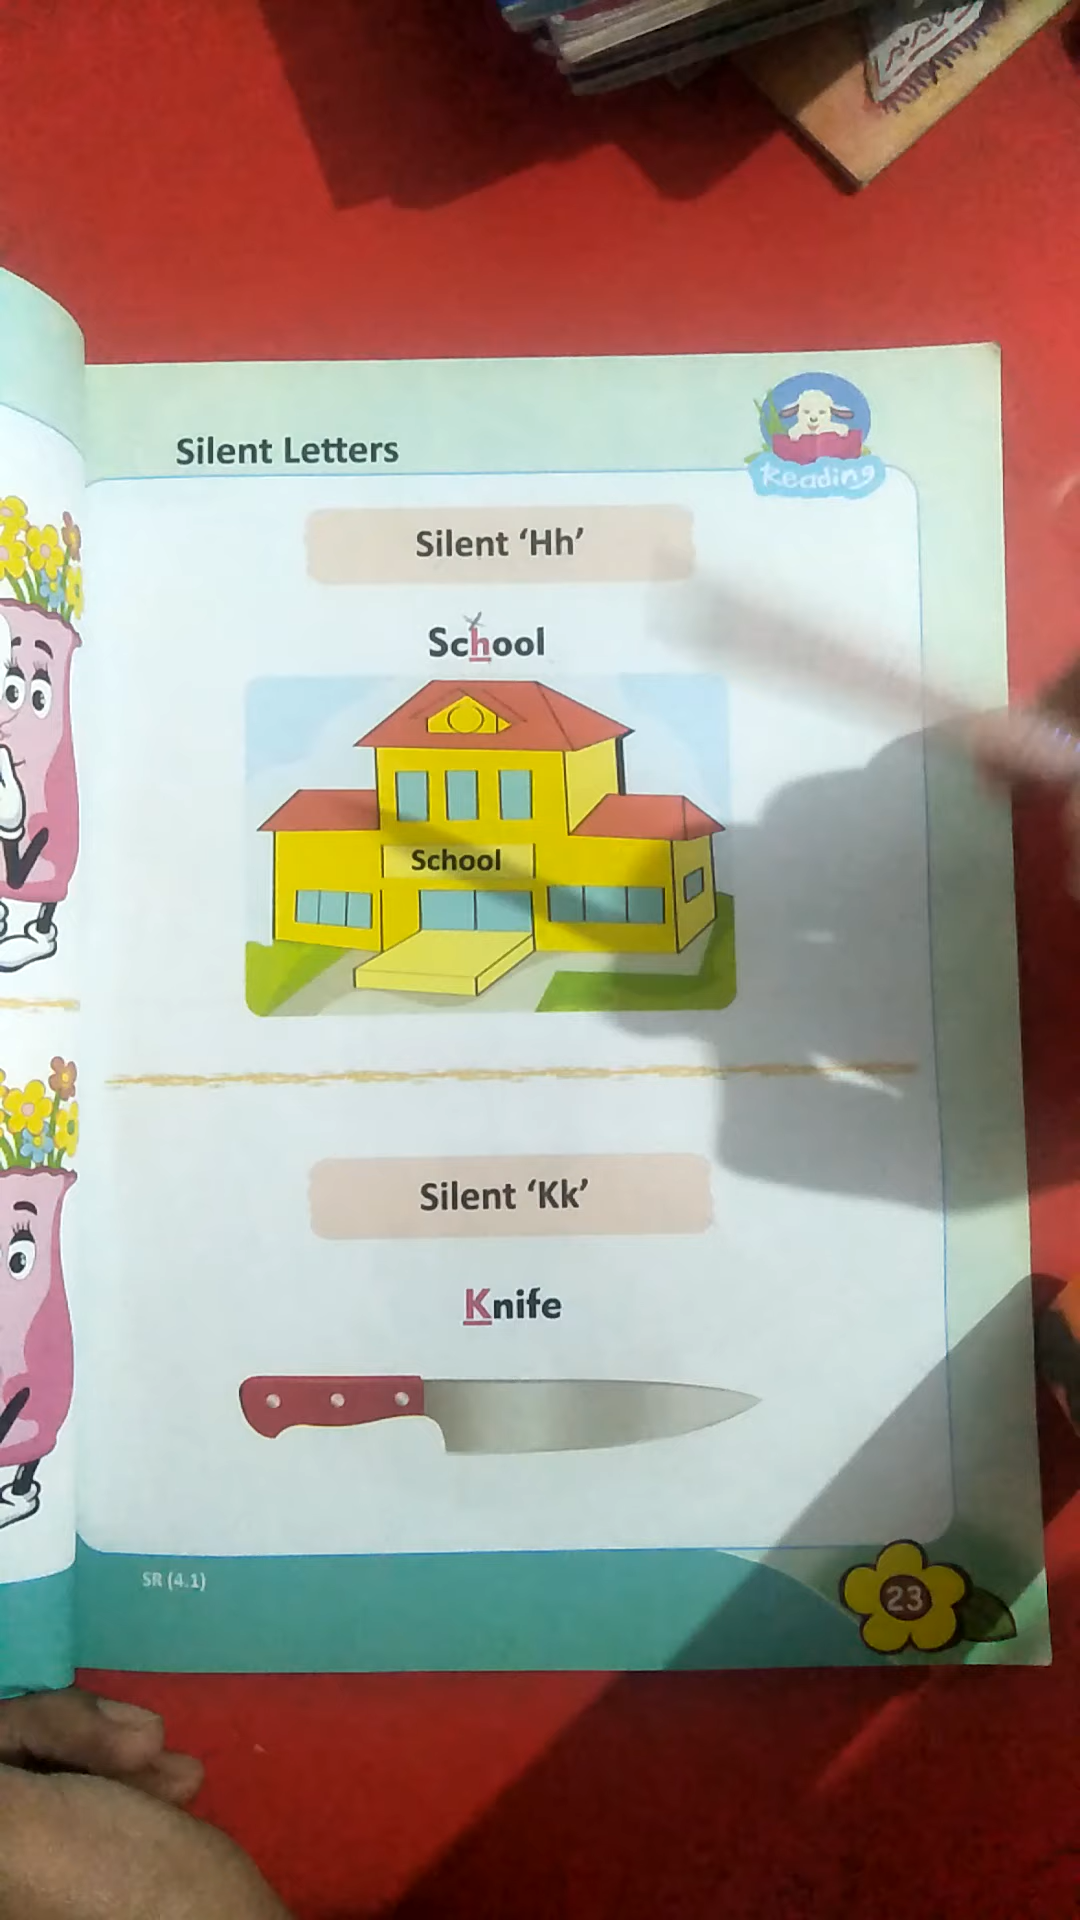 Silent Letters
Reading
Silent ‘Hh’
School
School
Silent ‘Kk’
Knife
SR (4.1)
23